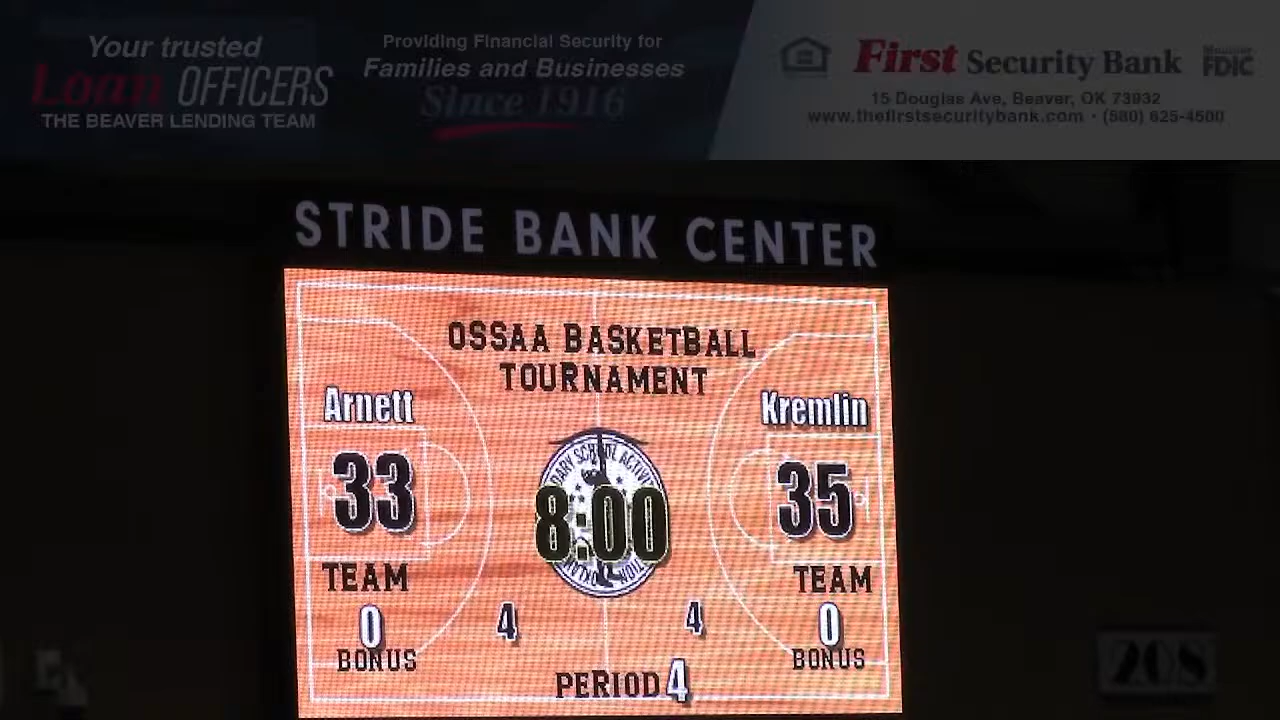 Your trusted
Loan OFFICERS
THE BEAVER LENDING TEAM
Providing Financial Security for
Families and Businesses
Since 1916
First Security Bank
Member
FDIC
15 Douglas Ave, Beaver, OK 73932
www.thefirstsecuritybank.com • (580) 625-4500
STRIDE BANK CENTER
OSSAA BASKETBALL
TOURNAMENT
Arnett
Kremlin
33
8:00
35
TEAM
TEAM
0
4
4
0
BONUS
BONUS
PERIOD 4